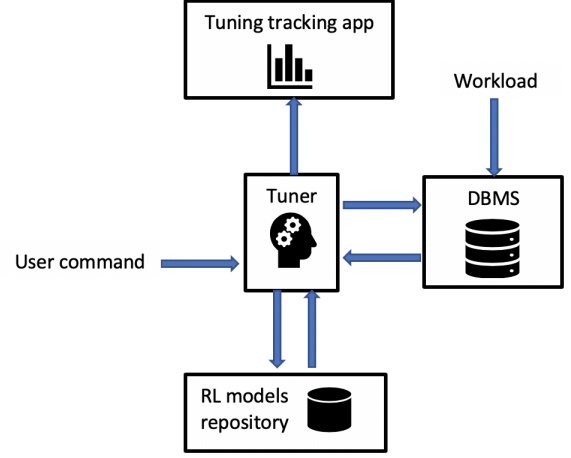 Tuning tracking app
Workload
Tuner
DBMS
User command
RL models
repository